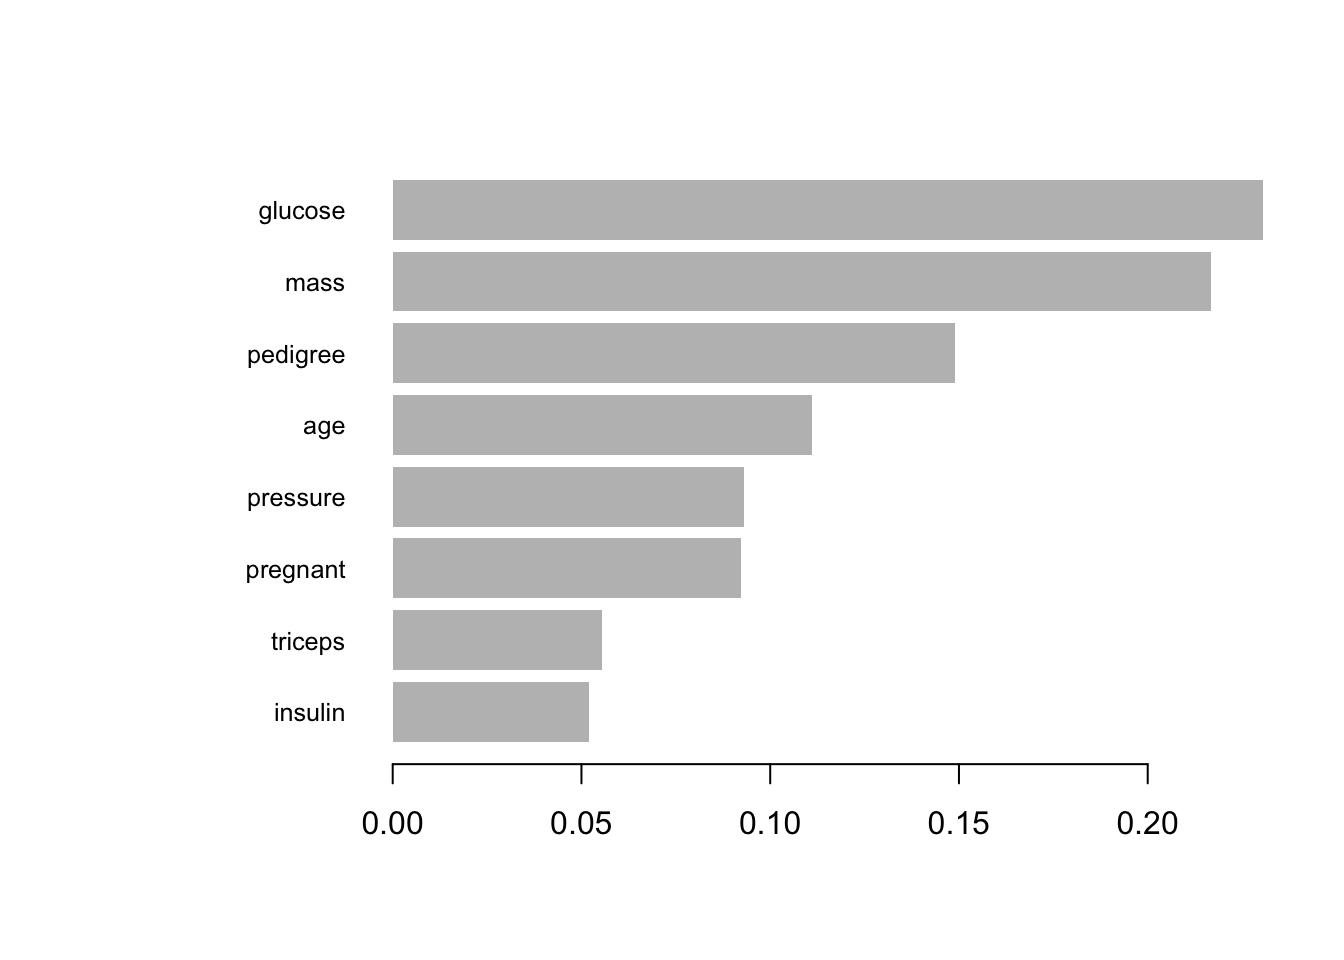 glucose
mass
pedigree
age
pressure
pregnant
triceps
insulin
0.00 0.05 0.10 0.15 0.20